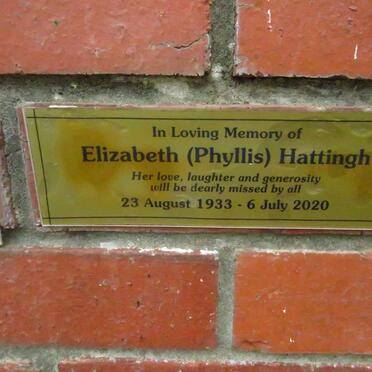 In Loving Memory of
Elizabeth (Phyllis) Hattingh
Her love, laughter and generosity
will be dearly missed by all
23 August 1933 - 6 July 2020